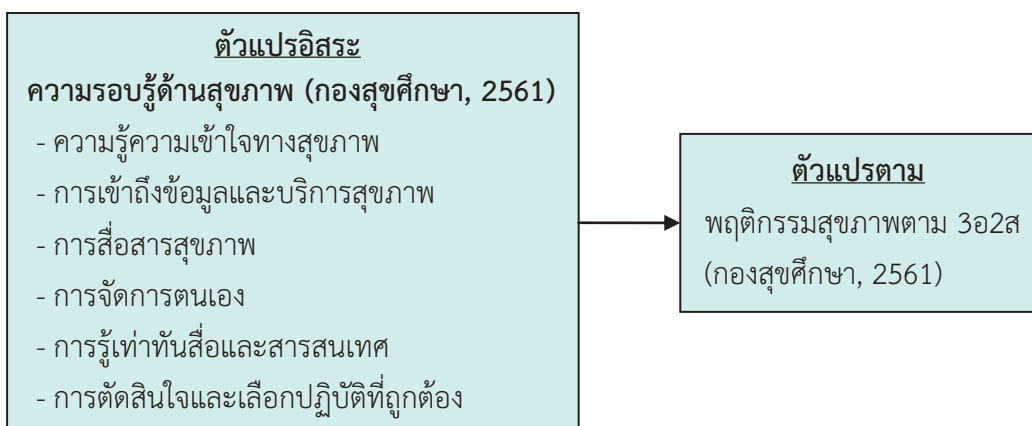 ตัวแปรอิสระ
ความรอบรู้ด้านสุขภาพ (กองสุขศึกษา, 2561)
- ความรู้ความเข้าใจทางสุขภาพ
- การเข้าถึงข้อมูลและบริการสุขภาพ
- การสื่อสารสุขภาพ
- การจัดการตนเอง
- การรู้เท่าทันสื่อและสารสนเทศ
- การตัดสินใจและเลือกปฏิบัติที่ถูกต้อง
ตัวแปรตาม
พฤติกรรมสุขภาพตาม 3อ2ส
(กองสุขศึกษา, 2561)